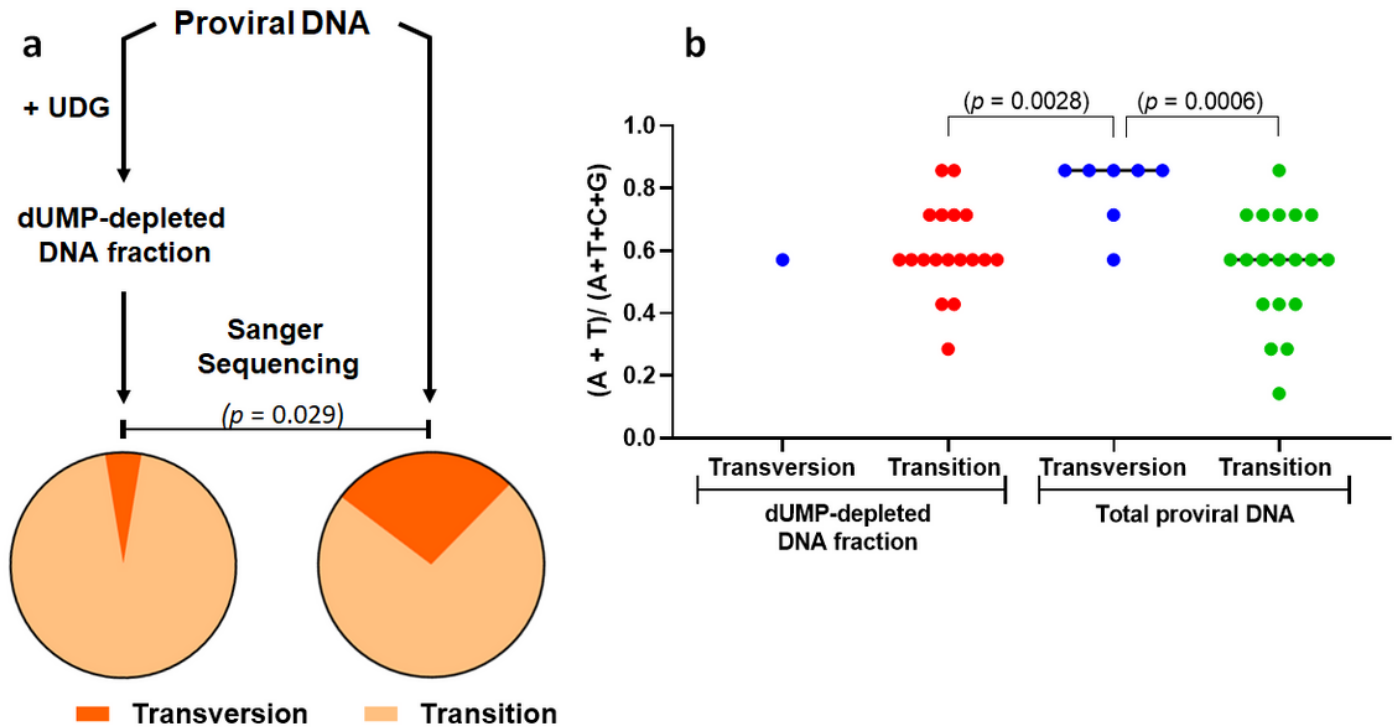 a
Proviral DNA
+ UDG
dUMP-depleted
DNA fraction
Sanger
Sequencing
(p = 0.029)
Transversion
Transition
b
(p = 0.0028)
(p = 0.0006)
(A + T)/ (A+T+C+G)
1.0
0.8
0.6
0.4
0.2
0.0
Transversion
Transition
Transversion
Transition
dUMP-depleted
DNA fraction
Total proviral DNA